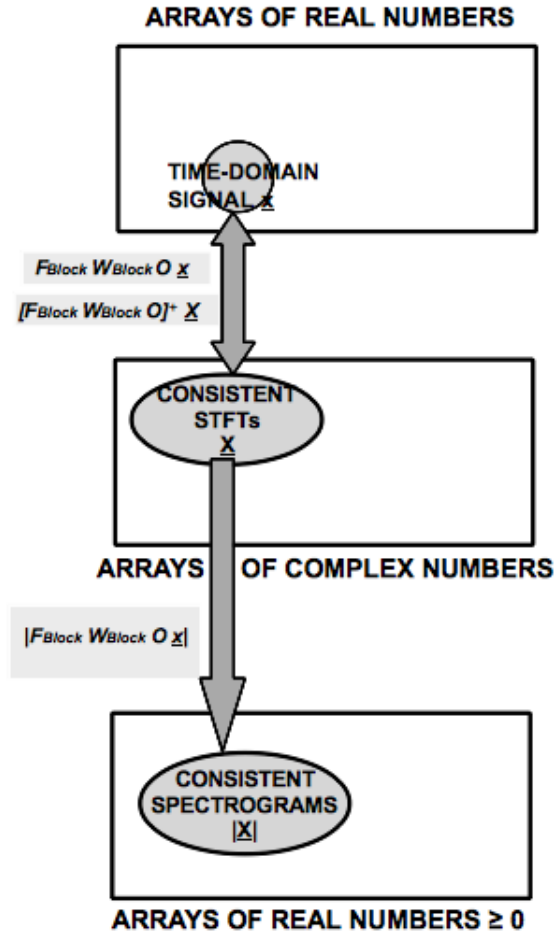 ARRAYS OF REAL NUMBERS
TIME-DOMAIN
SIGNAL x
FBlock WBlock O x
[FBlock WBlock O]⁺ X
CONSISTENT
STFTs
X
ARRAYS OF COMPLEX NUMBERS
|FBlock WBlock O x|
CONSISTENT
SPECTROGRAMS
|X|
ARRAYS OF REAL NUMBERS ≥ 0